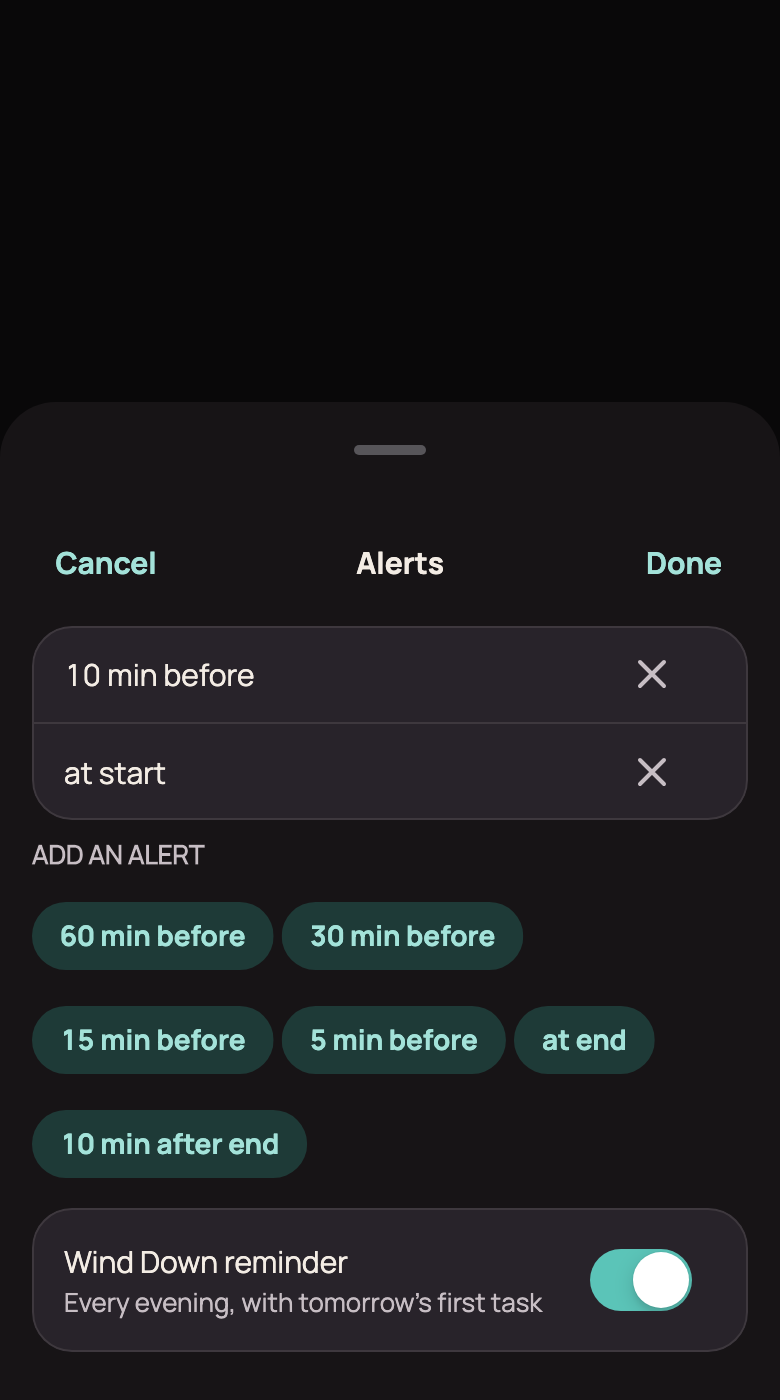 Cancel Alerts Done
10 min before
at start
ADD AN ALERT
60 min before 30 min before
15 min before 5 min before at end
10 min after end
Wind Down reminder
Every evening, with tomorrow’s first task